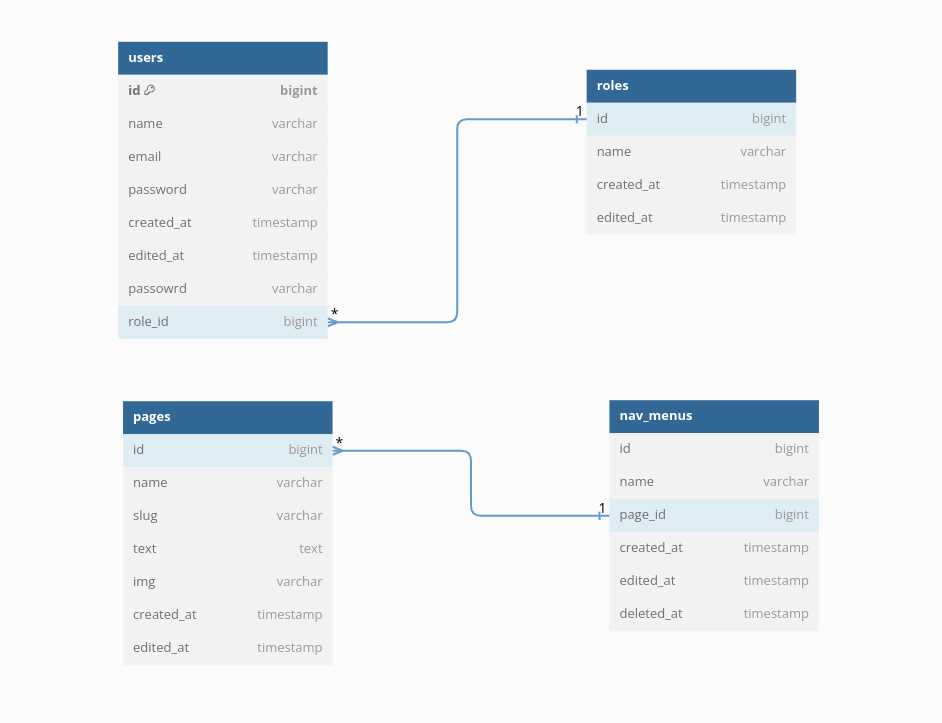 users
id bigint
name varchar
email varchar
password varchar
created_at timestamp
edited_at timestamp
passowrd varchar
role_id bigint
*
1
roles
id bigint
name varchar
created_at timestamp
edited_at timestamp
pages
id bigint
name varchar
slug varchar
text text
img varchar
created_at timestamp
edited_at timestamp
*
1
nav_menus
id bigint
name varchar
page_id bigint
created_at timestamp
edited_at timestamp
deleted_at timestamp